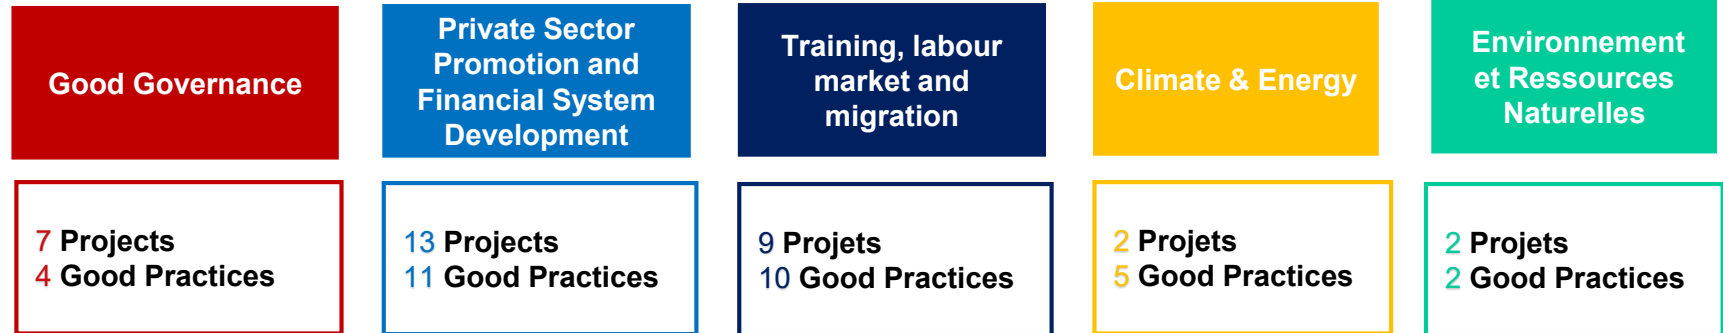 Good Governance
Private Sector
Promotion and
Financial System
Development
Training, labour
market and
migration
Climate & Energy
Environnement
et Ressources
Naturelles
7 Projects
4 Good Practices
13 Projects
11 Good Practices
9 Projets
10 Good Practices
2 Projets
5 Good Practices
2 Projets
2 Good Practices